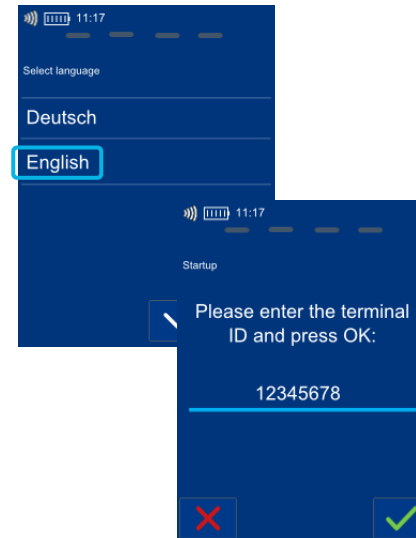 11:17
Select language
Deutsch
English
11:17
Startup
Please enter the terminal
ID and press OK:
12345678